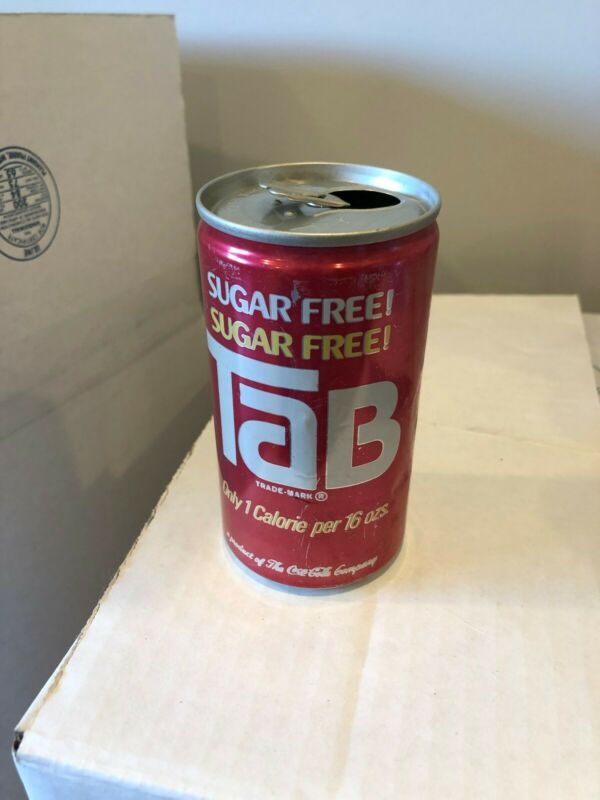 SUGAR FREE!
SUGAR FREE!
TaB
TRADE-MARK ®
Only 1 Calorie per 16 ozs.
a product of The Coca-Cola Company